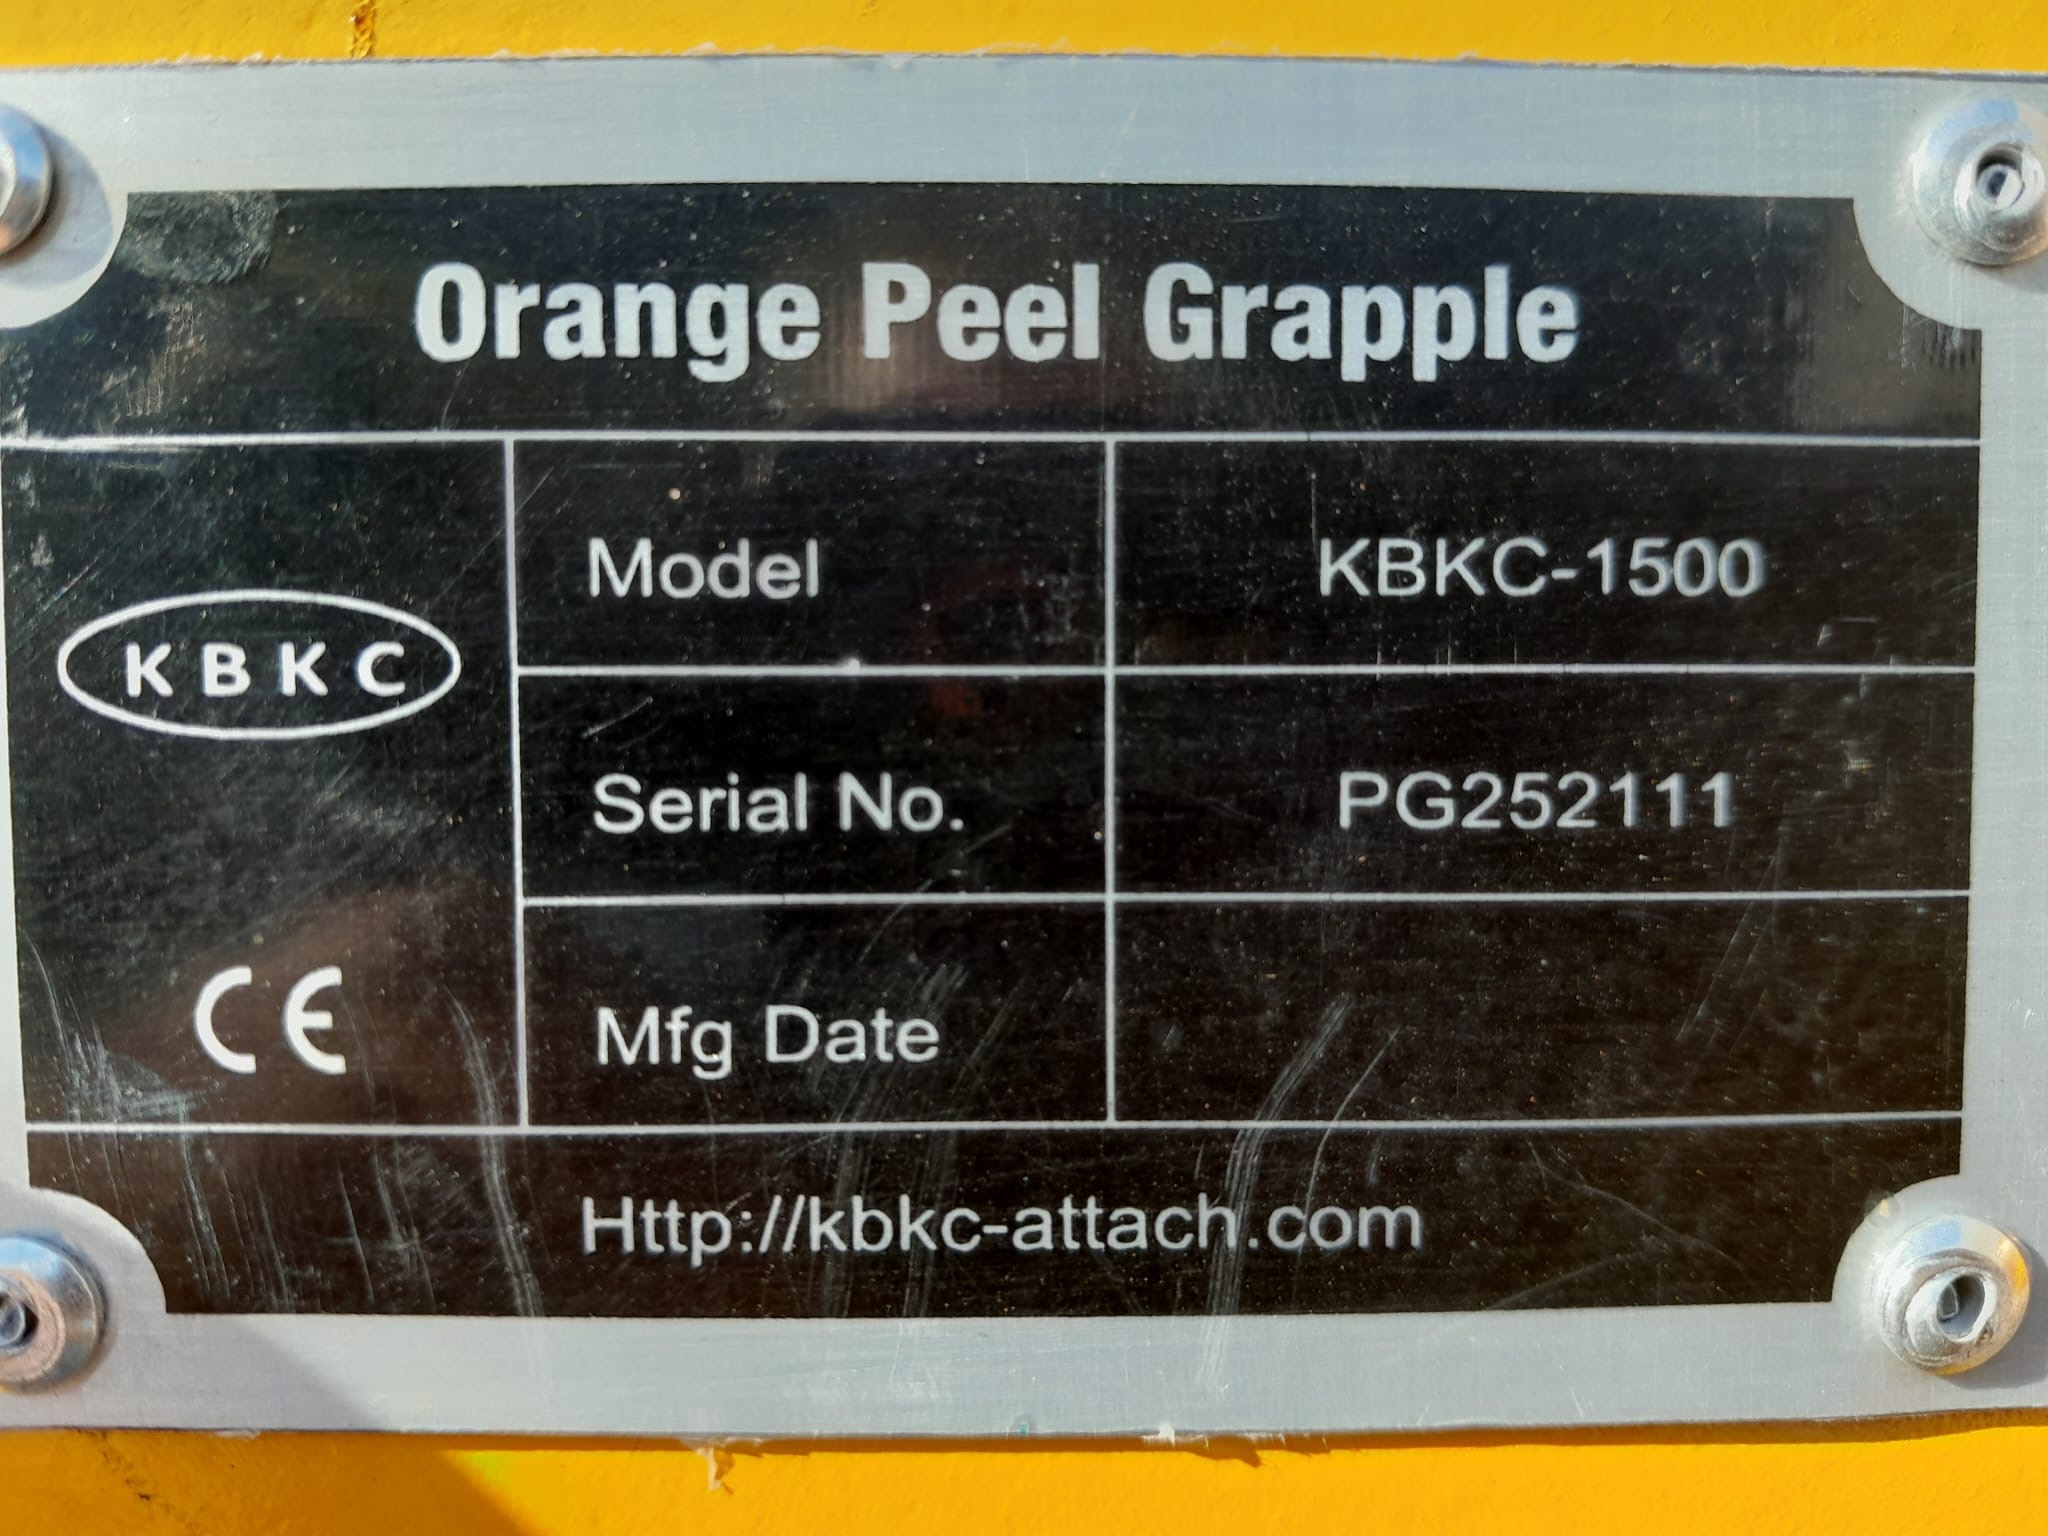 Orange Peel Grapple
KBKC
CE
Model KBKC-1500
Serial No. PG252111
Mfg Date
Http://kbkc-attach.com